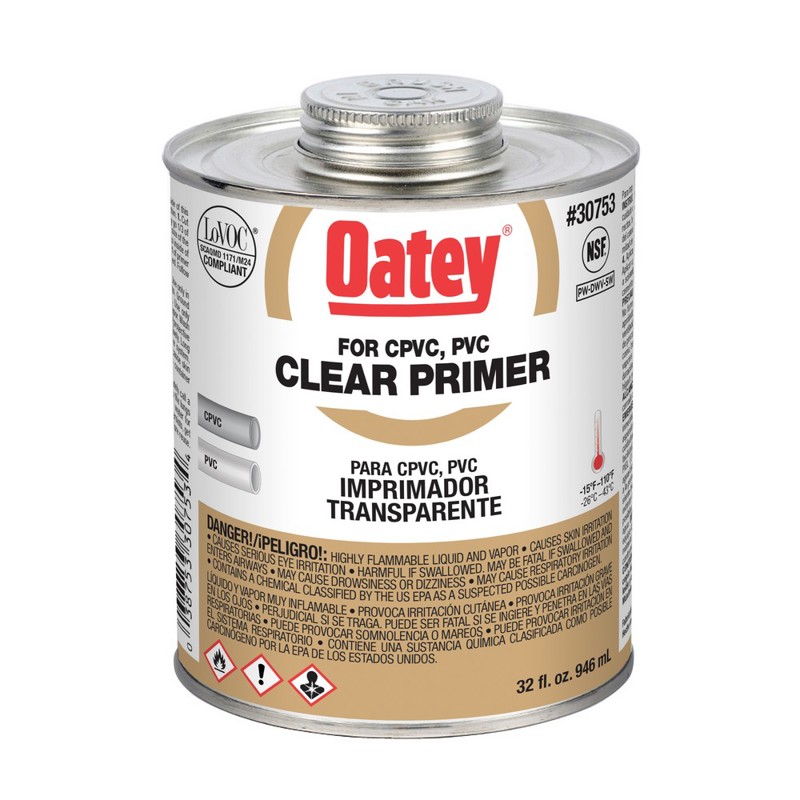 #30753
LoVOC®
SCAQMD 1171/M24
COMPLIANT
Oatey®
NSF
PW-DWV-SW
FOR CPVC, PVC
CLEAR PRIMER
CPVC
PVC
PARA CPVC, PVC
IMPRIMADOR
TRANSPARENTE
-15°F–110°F
-26°C –43°C
DANGER!/¡PELIGRO!: HIGHLY FLAMMABLE LIQUID AND VAPOR • CAUSES SKIN IRRITATION
• CAUSES SERIOUS EYE IRRITATION • HARMFUL IF SWALLOWED. MAY BE FATAL IF SWALLOWED AND
ENTERS AIRWAYS • MAY CAUSE DROWSINESS OR DIZZINESS • MAY CAUSE RESPIRATORY IRRITATION
• CONTAINS A CHEMICAL CLASSIFIED BY THE US EPA AS A SUSPECTED POSSIBLE CARCINOGEN.
LÍQUIDO Y VAPOR MUY INFLAMABLE • PROVOCA IRRITACIÓN CUTÁNEA • PROVOCA IRRITACIÓN GRAVE
EN LOS OJOS • PERJUDICIAL SI SE TRAGA. PUEDE SER FATAL SI SE INGIERE Y PENETRA EN LAS VÍAS
RESPIRATORIAS • PUEDE PROVOCAR SOMNOLENCIA O MAREOS • PUEDE PROVOCAR IRRITACIÓN EN
EL SISTEMA RESPIRATORIO • CONTIENE UNA SUSTANCIA QUÍMICA CLASIFICADA COMO POSIBLE
CARCINÓGENO POR LA EPA DE LOS ESTADOS UNIDOS.
32 fl. oz. 946 mL
0 38753 30753 4